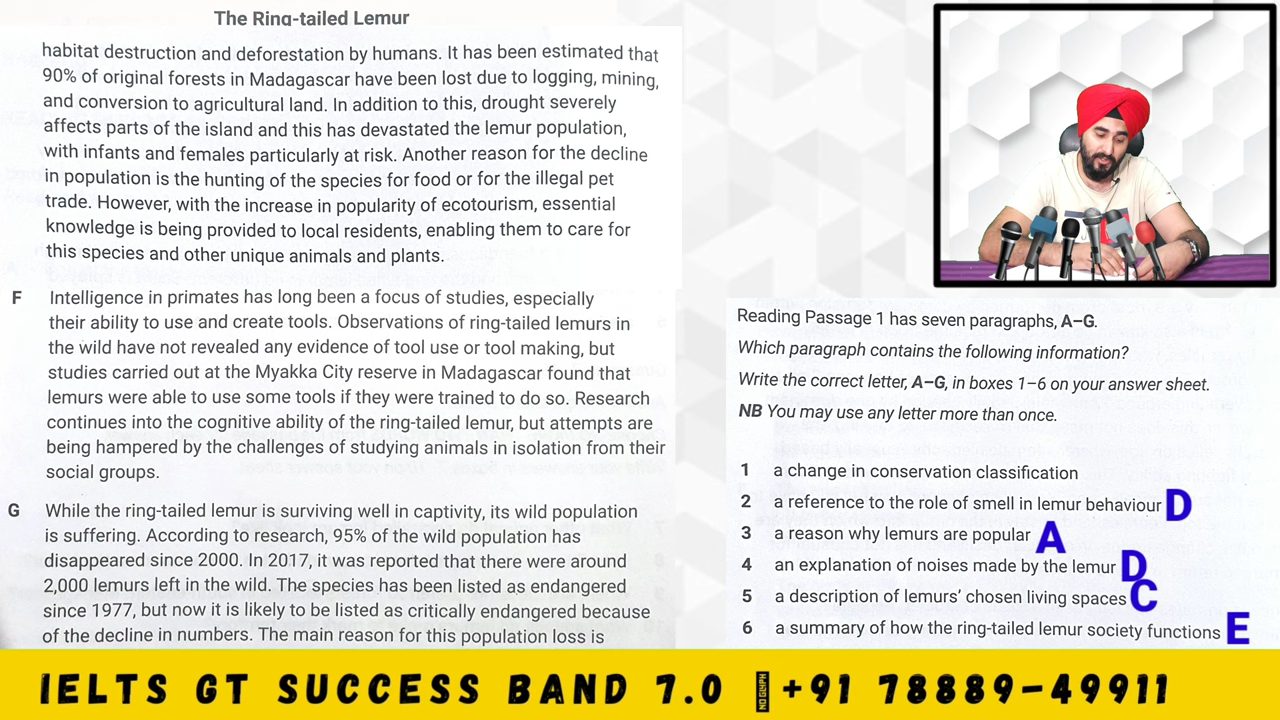 The Ring-tailed Lemur
habitat destruction and deforestation by humans. It has been estimated that
90% of original forests in Madagascar have been lost due to logging, mining,
and conversion to agricultural land. In addition to this, drought severely
affects parts of the island and this has devastated the lemur population,
with infants and females particularly at risk. Another reason for the decline
in population is the hunting of the species for food or for the illegal pet
trade. However, with the increase in popularity of ecotourism, essential
knowledge is being provided to local residents, enabling them to care for
this species and other unique animals and plants.
F Intelligence in primates has long been a focus of studies, especially
their ability to use and create tools. Observations of ring-tailed lemurs in
the wild have not revealed any evidence of tool use or tool making, but
studies carried out at the Myakka City reserve in Madagascar found that
lemurs were able to use some tools if they were trained to do so. Research
continues into the cognitive ability of the ring-tailed lemur, but attempts are
being hampered by the challenges of studying animals in isolation from their
social groups.
G While the ring-tailed lemur is surviving well in captivity, its wild population
is suffering. According to research, 95% of the wild population has
disappeared since 2000. In 2017, it was reported that there were around
2,000 lemurs left in the wild. The species has been listed as endangered
since 1977, but now it is likely to be listed as critically endangered because
of the decline in numbers. The main reason for this population loss is
Reading Passage 1 has seven paragraphs, A–G.
Which paragraph contains the following information?
Write the correct letter, A–G, in boxes 1–6 on your answer sheet.
NB You may use any letter more than once.
1 a change in conservation classification
2 a reference to the role of smell in lemur behaviour D
3 a reason why lemurs are popular A
4 an explanation of noises made by the lemur D
5 a description of lemurs' chosen living spaces C
6 a summary of how the ring-tailed lemur society functions E
IELTS GT SUCCESS BAND 7.0 +91 78889-49911